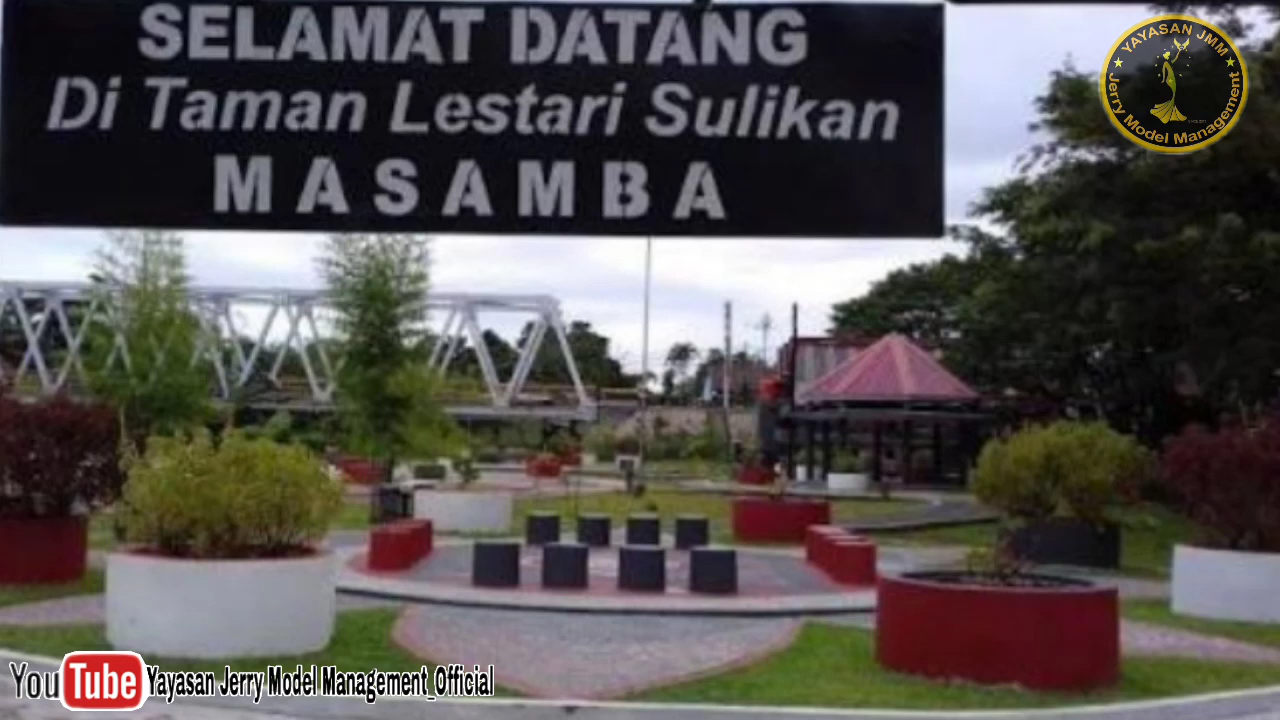 SELAMAT DATANG
Di Taman Lestari Sulikan
MASAMBA
YAYASAN JMM
Jerry Model Management
YouTube Yayasan Jerry Model Management_Official